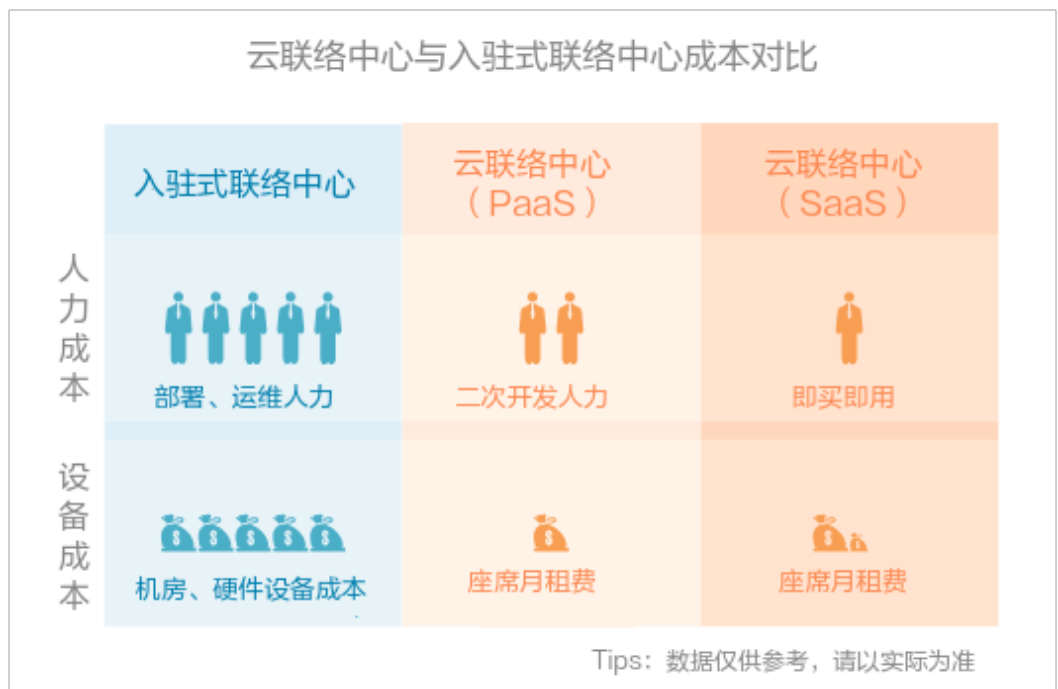 云联络中心与入驻式联络中心成本对比
入驻式联络中心
云联络中心
（PaaS）
云联络中心
（SaaS）
人力成本
部署、运维人力
二次开发人力
即买即用
设备成本
机房、硬件设备成本
座席月租费
座席月租费
Tips：数据仅供参考，请以实际为准